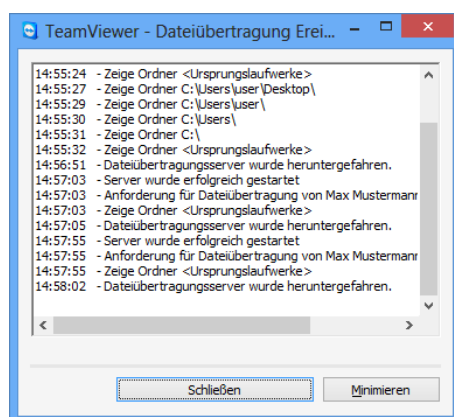 TeamViewer - Dateiübertragung Erei...
14:55:24 - Zeige Ordner <Ursprungslaufwerke>
14:55:27 - Zeige Ordner C:\Users\user\Desktop\
14:55:29 - Zeige Ordner C:\Users\user\
14:55:30 - Zeige Ordner C:\Users\
14:55:31 - Zeige Ordner C:\
14:55:32 - Zeige Ordner <Ursprungslaufwerke>
14:56:51 - Dateiübertragungsserver wurde heruntergefahren.
14:57:03 - Server wurde erfolgreich gestartet
14:57:03 - Anforderung für Dateiübertragung von Max Mustermann
14:57:03 - Zeige Ordner <Ursprungslaufwerke>
14:57:05 - Dateiübertragungsserver wurde heruntergefahren.
14:57:55 - Server wurde erfolgreich gestartet
14:57:55 - Anforderung für Dateiübertragung von Max Mustermann
14:57:55 - Zeige Ordner <Ursprungslaufwerke>
14:58:02 - Dateiübertragungsserver wurde heruntergefahren.
Schließen Minimieren